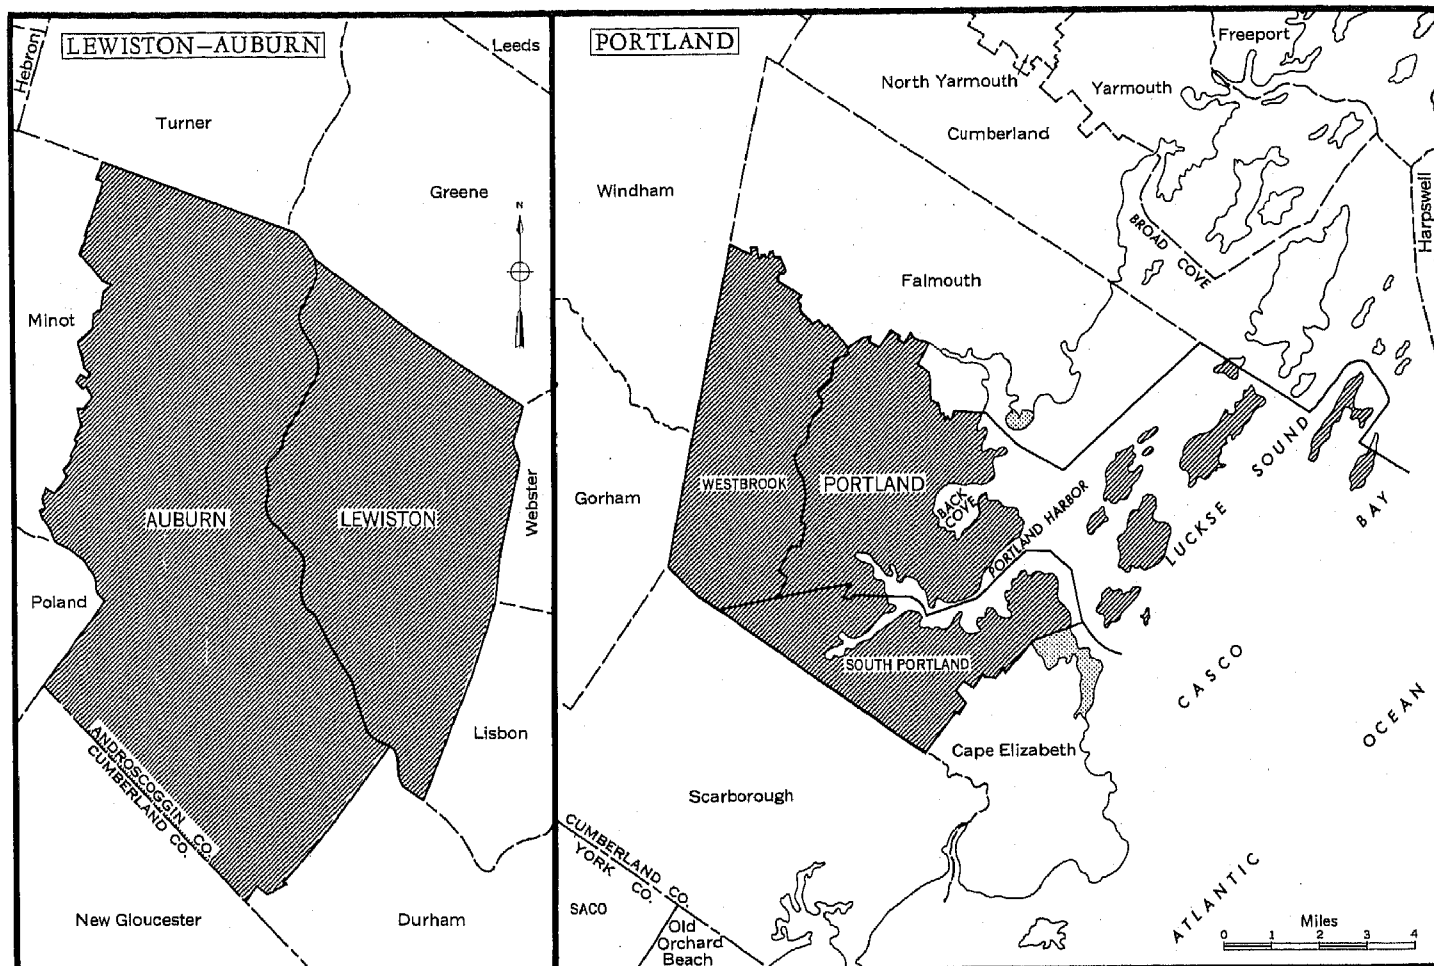 LEWISTON–AUBURN
Hebron
Leeds
Turner
Greene
N
Minot
Webster
AUBURN
LEWISTON
Poland
Lisbon
ANDROSCOGGIN CO.
CUMBERLAND CO.
New Gloucester
Durham
PORTLAND
Freeport
North Yarmouth
Yarmouth
Cumberland
Windham
Harpswell
BROAD COVE
Falmouth
WESTBROOK
PORTLAND
Gorham
BACK
COVE
PORTLAND HARBOR
LUCKSE SOUND
SOUTH PORTLAND
CASCO BAY
Cape Elizabeth
Scarborough
ATLANTIC OCEAN
CUMBERLAND CO.
YORK CO.
SACO
Old
Orchard
Beach
Miles
0 1 2 3 4